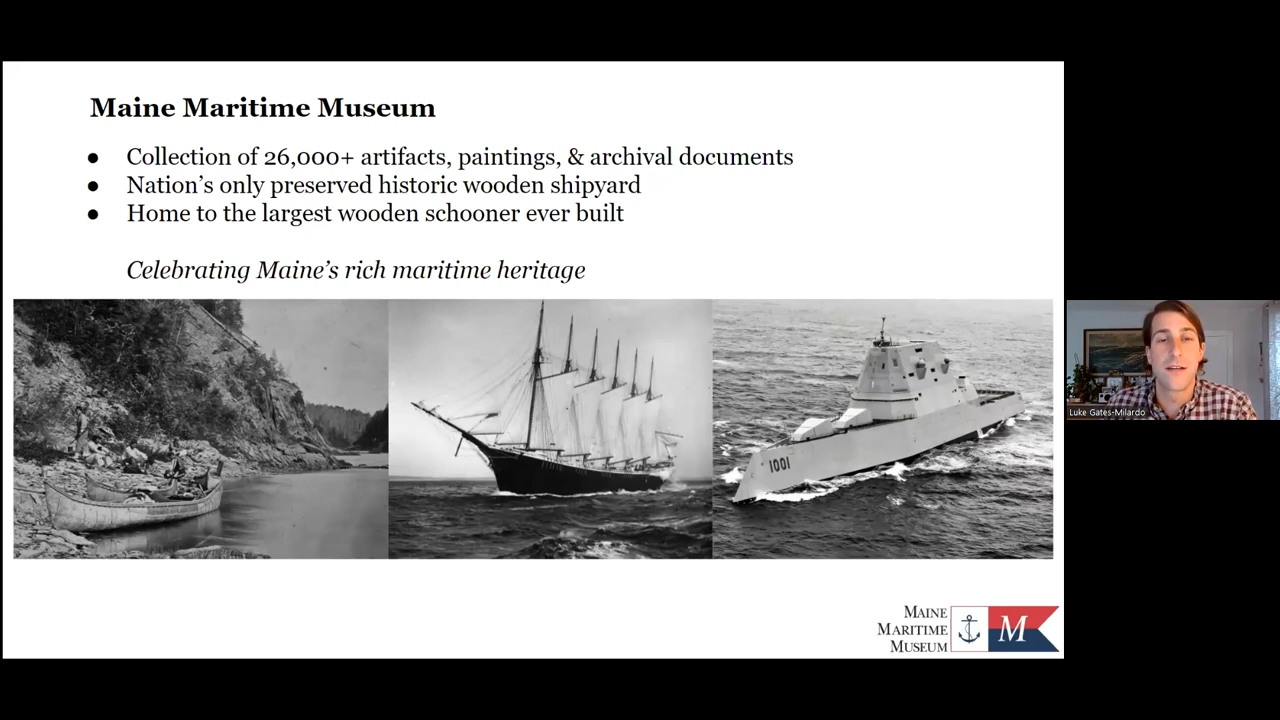 Maine Maritime Museum
● Collection of 26,000+ artifacts, paintings, & archival documents
● Nation’s only preserved historic wooden shipyard
● Home to the largest wooden schooner ever built
Celebrating Maine’s rich maritime heritage
1001
Luke Gates-Milardo
MAINE
MARITIME
MUSEUM
M